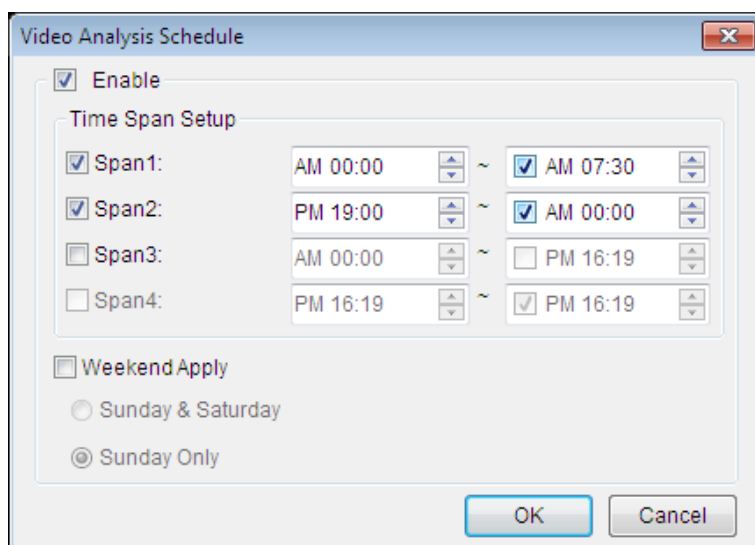 Video Analysis Schedule
Enable
Time Span Setup
Span1: AM 00:00 ~ AM 07:30
Span2: PM 19:00 ~ AM 00:00
Span3: AM 00:00 ~ PM 16:19
Span4: PM 16:19 ~ PM 16:19
Weekend Apply
Sunday & Saturday
Sunday Only
OK Cancel